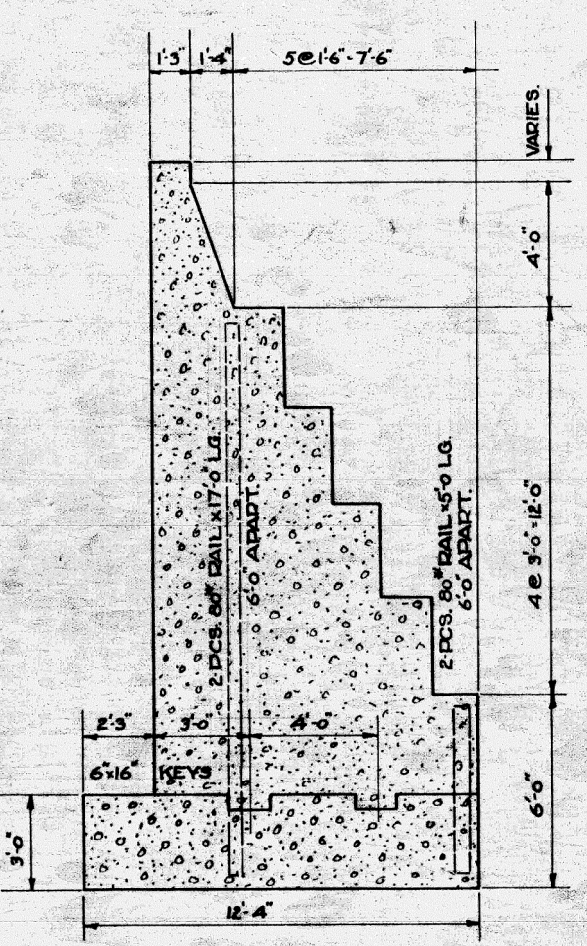 1'-3" 1'-4" 5@1'-6"=7'-6"
VARIES.
4'-0"
2-PCS. 80# RAIL x17'-0" LG.
6'-0" APART.
2-PCS. 80# RAIL x5'-0 LG.
6'-0" APART.
4@ 3'-0"=12'-0"
2'-3" 3'-0 4'-0"
6"x16" KEYS
6'-0"
3'-0"
12'-4"